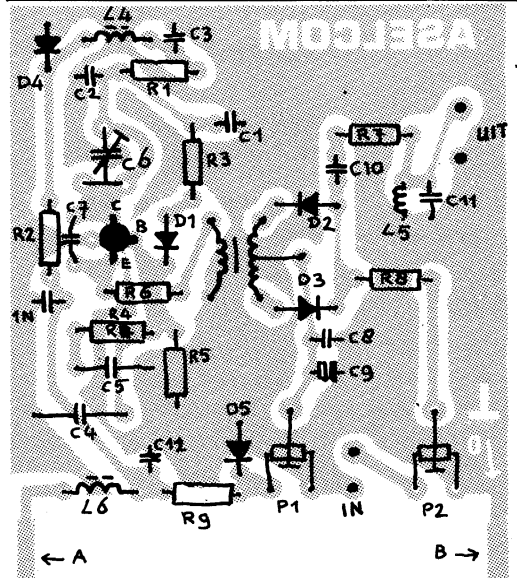 L4
C3
ASELCOM
D4
C2
R1
C1
R7
UIT
C6
R3
C10
C
C7
B
D1
D2
L5
C11
R2
E
D3
R8
R6
1N
R4
C8
R5
C5
C9
C4
D5
C12
L6
R9
P1
IN
P2
← A
B →